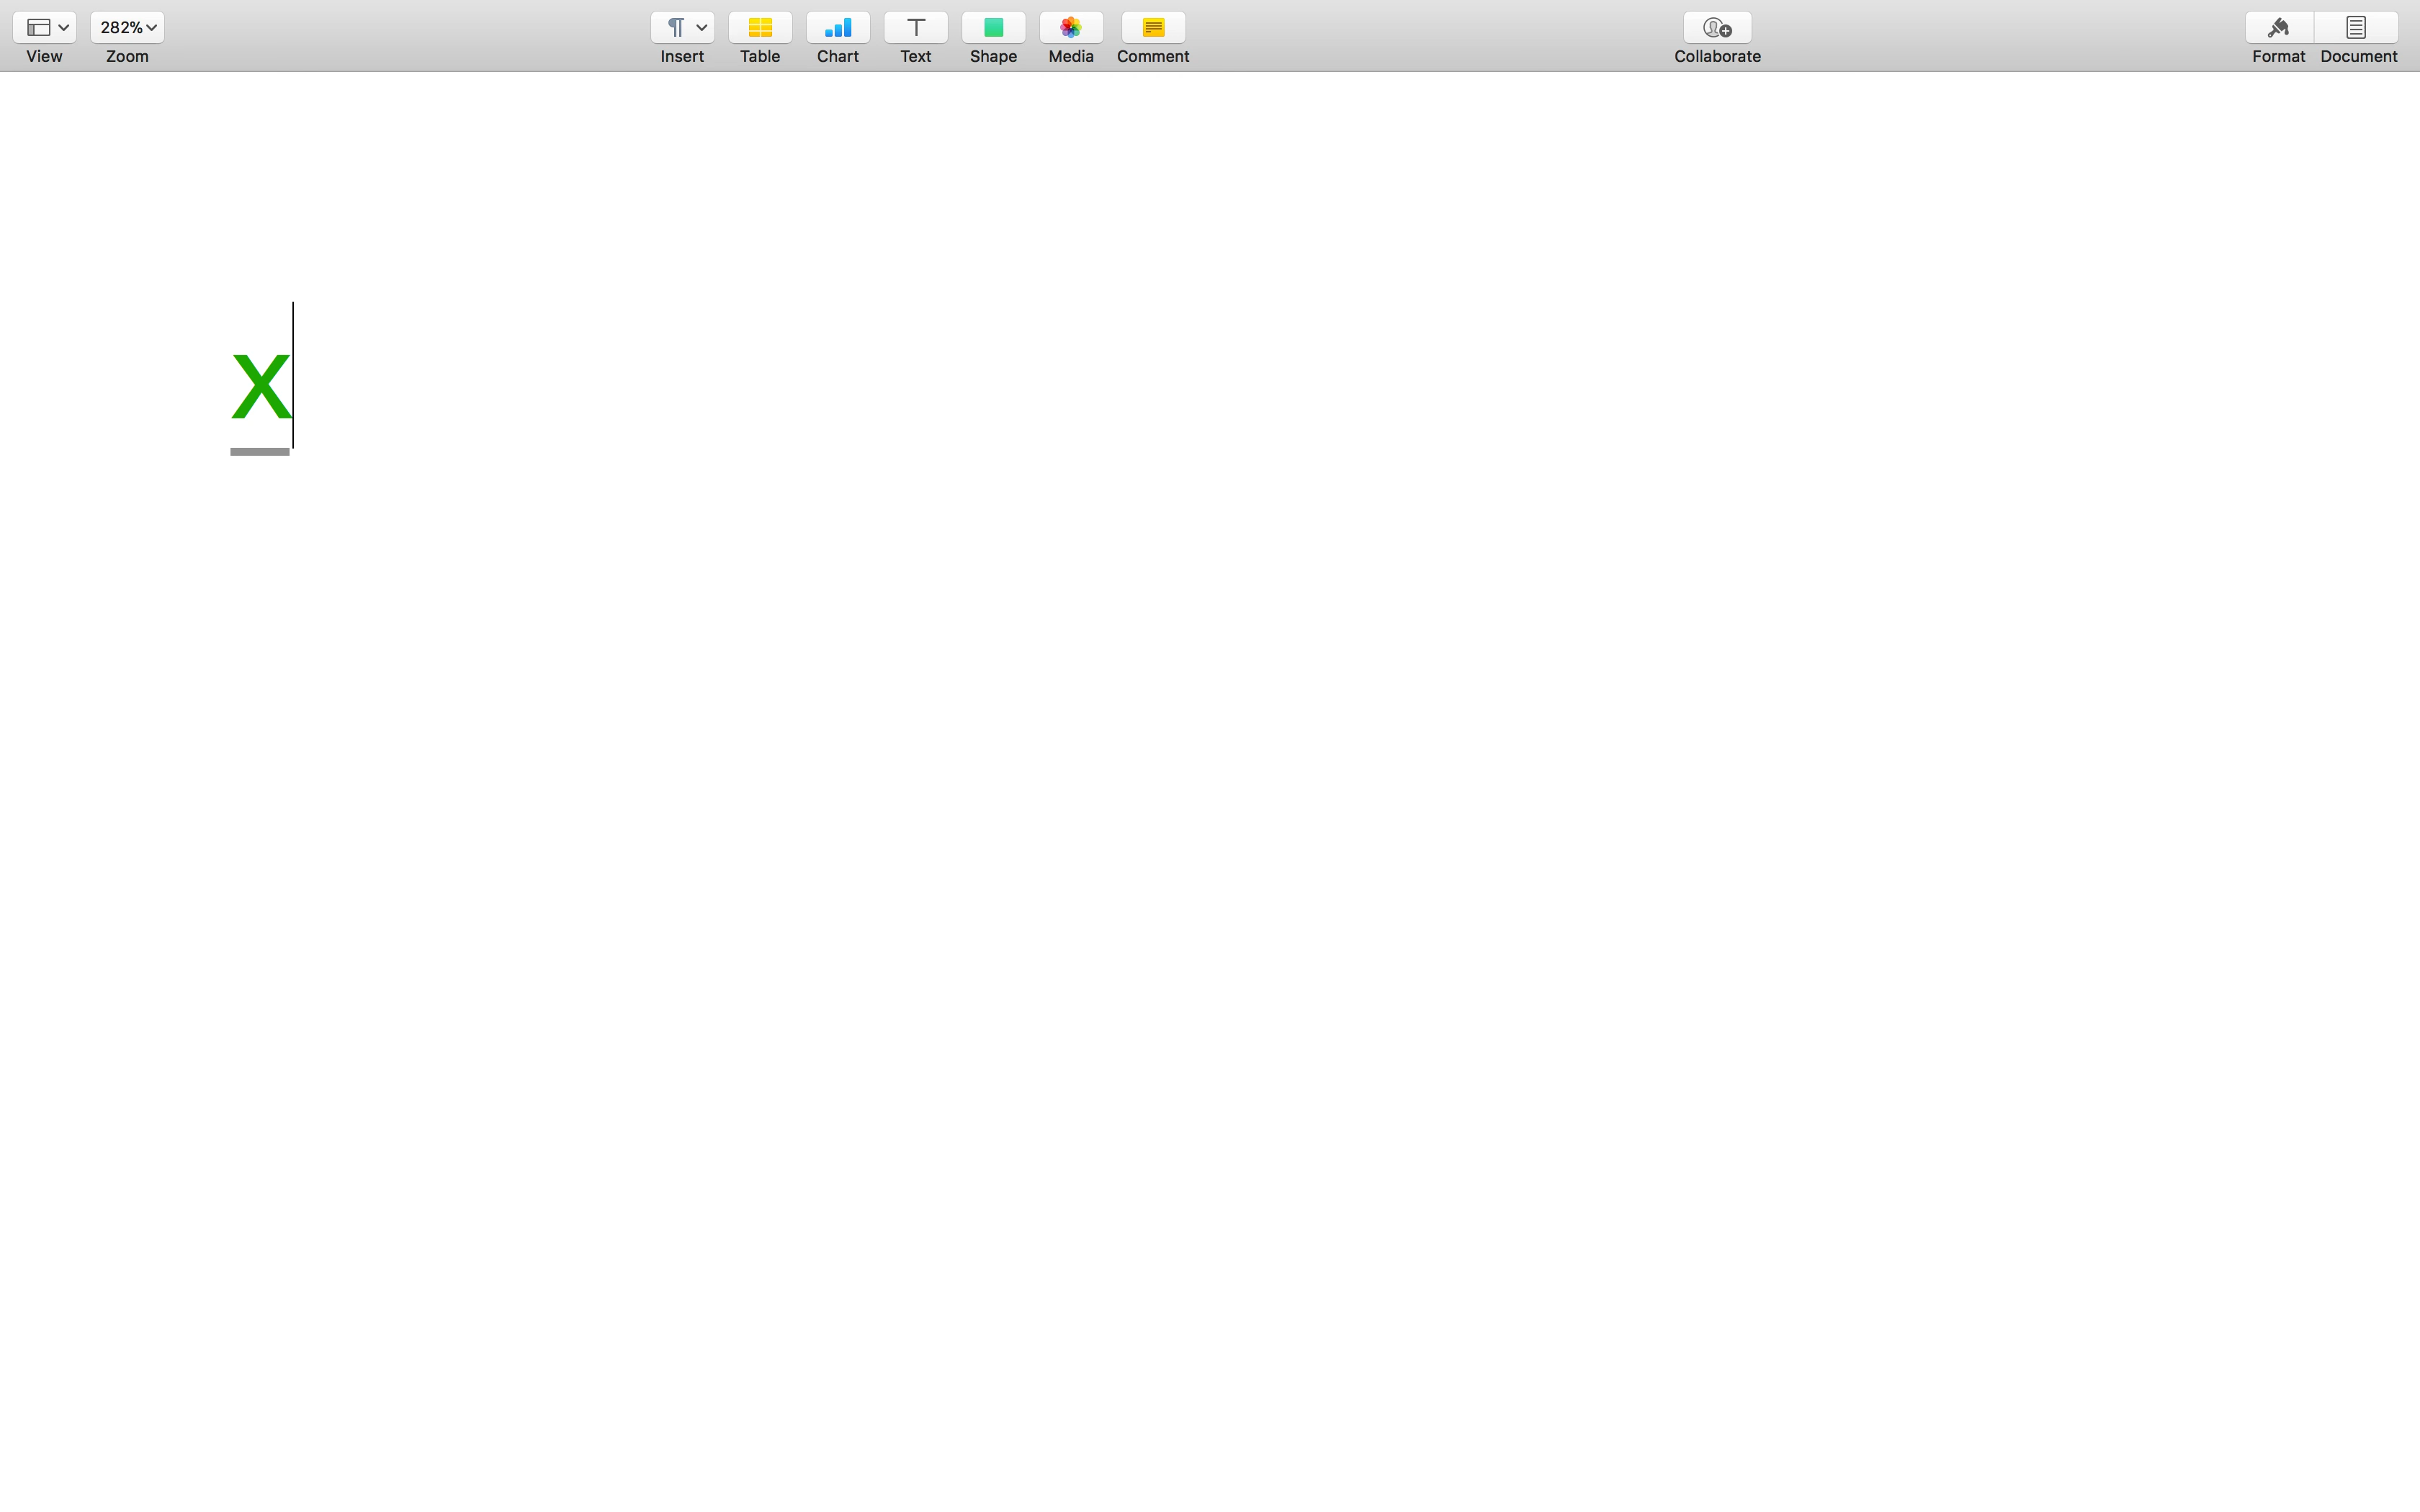 282%
View
Zoom
Insert
Table
Chart
Text
Shape
Media
Comment
Collaborate
Format
Document
x